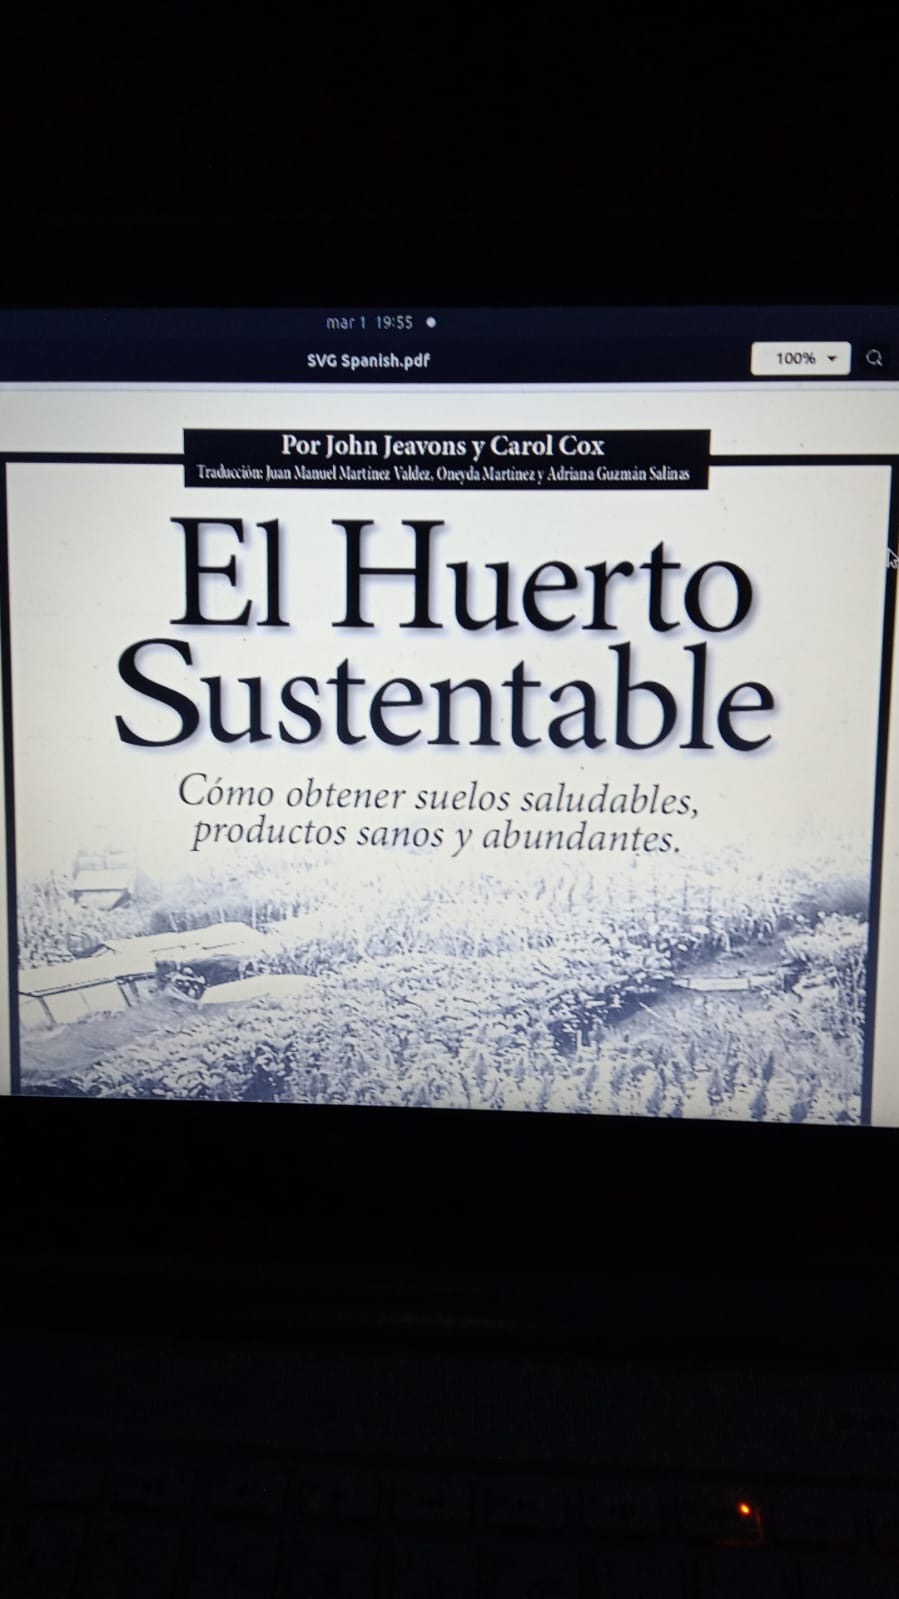 mar 1 19:55
SVG Spanish.pdf
100%
Por John Jeavons y Carol Cox
Traducción: Juan Manuel Martínez Valdez, Oneyda Martínez y Adriana Guzmán Salinas
El Huerto
Sustentable
Cómo obtener suelos saludables,
productos sanos y abundantes.